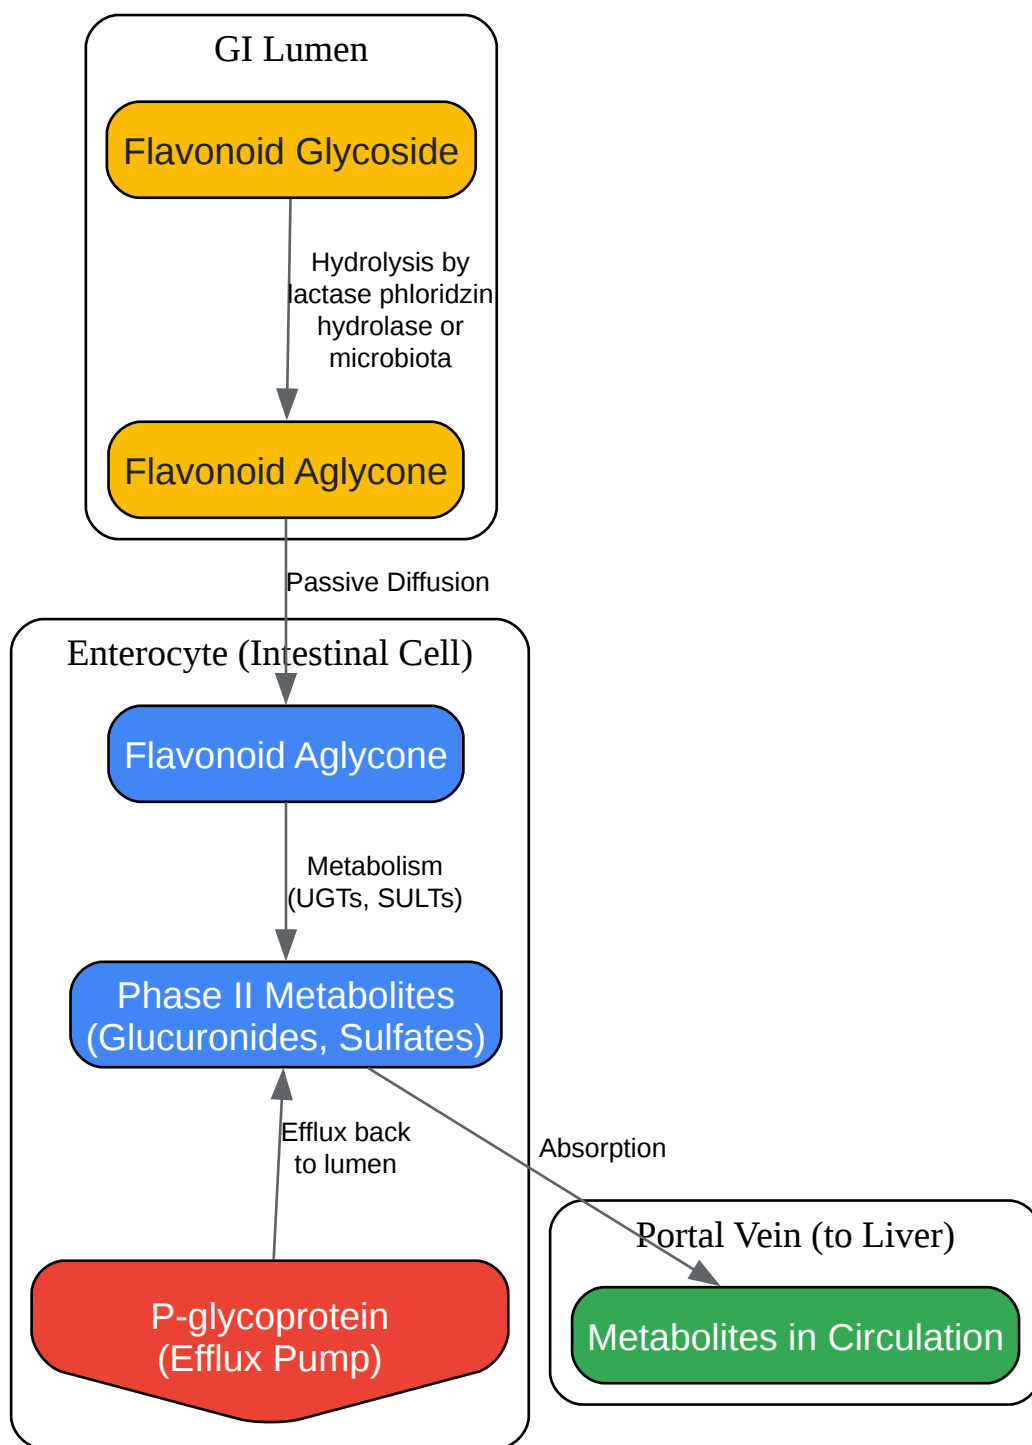 GI Lumen
Flavonoid Glycoside
Hydrolysis by
lactase phloridzin
hydrolase or
microbiota
Flavonoid Aglycone
Passive Diffusion
Enterocyte (Intestinal Cell)
Flavonoid Aglycone
Metabolism
(UGTs, SULTs)
Phase II Metabolites
(Glucuronides, Sulfates)
Efflux back
to lumen
Absorption
Portal Vein (to Liver)
P-glycoprotein
(Efflux Pump)
Metabolites in Circulation